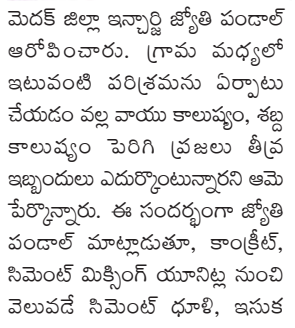 మెదక్ జిల్లా ఇన్చార్జి జ్యోతి పండాల్
ఆరోపించారు. గ్రామ మధ్యలో
ఇటువంటి పరిశ్రమను ఏర్పాటు
చేయడం వల్ల వాయు కాలుష్యం, శబ్ద
కాలుష్యం పెరిగి ప్రజలు తీవ్ర
ఇబ్బందులు ఎదుర్కొంటున్నారని ఆమె
పేర్కొన్నారు. ఈ సందర్భంగా జ్యోతి
పండాల్ మాట్లాడుతూ, కాంక్రీట్,
సిమెంట్ మిక్సింగ్ యూనిట్ల నుంచి
వెలువడే సిమెంట్ ధూళి, ఇసుక